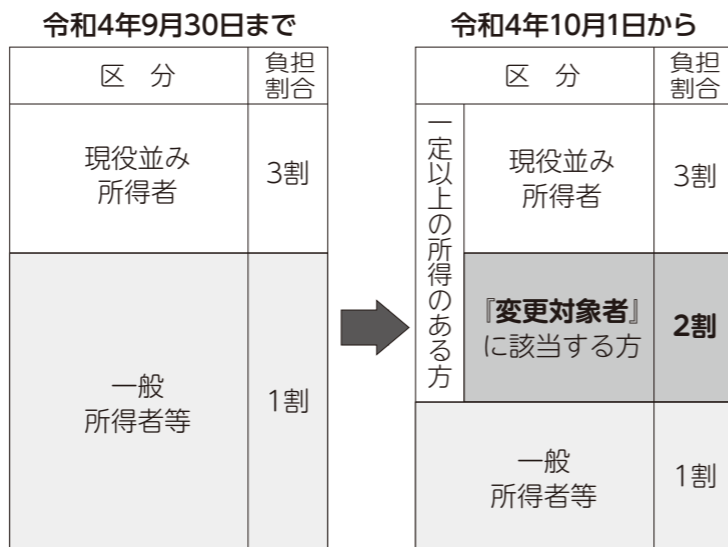 令和4年9月30日まで
区 分
負担
割合
現役並み
所得者
3割
一般
所得者等
1割
令和4年10月1日から
区 分
負担
割合
一定以上の所得のある方
現役並み
所得者
3割
『変更対象者』
に該当する方
2割
一般
所得者等
1割